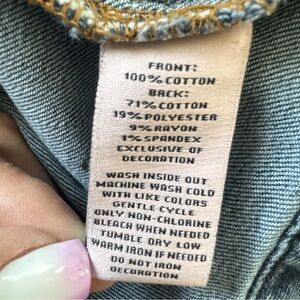 FRONT:
100% COTTON
BACK:
71% COTTON
19% POLYESTER
9% RAYON
1% SPANDEX
EXCLUSIVE OF
DECORATION
WASH INSIDE OUT
MACHINE WASH COLD
WITH LIKE COLORS
GENTLE CYCLE
ONLY NON-CHLORINE
BLEACH WHEN NEEDED
TUMBLE DRY LOW
WARM IRON IF NEEDED
DO NOT IRON
DECORATION